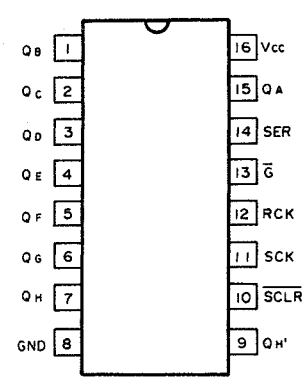 QB 1 16 Vcc
QC 2 15 QA
QD 3 14 SER
QE 4 13 G̅
QF 5 12 RCK
QG 6 11 SCK
QH 7 10 S̅C̅L̅R̅
GND 8 9 QH'